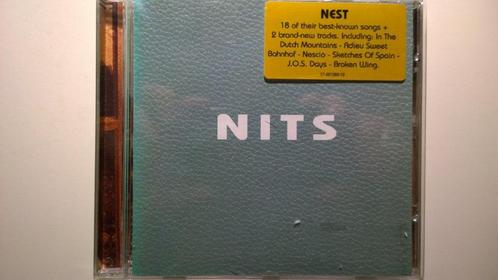 NEST
18 of their best-known songs +
2 brand-new tracks. Including: In The
Dutch Mountains - Adieu Sweet
Bahnhof - Nescio - Sketches Of Spain -
J.O.S. Days - Broken Wing.
NITS